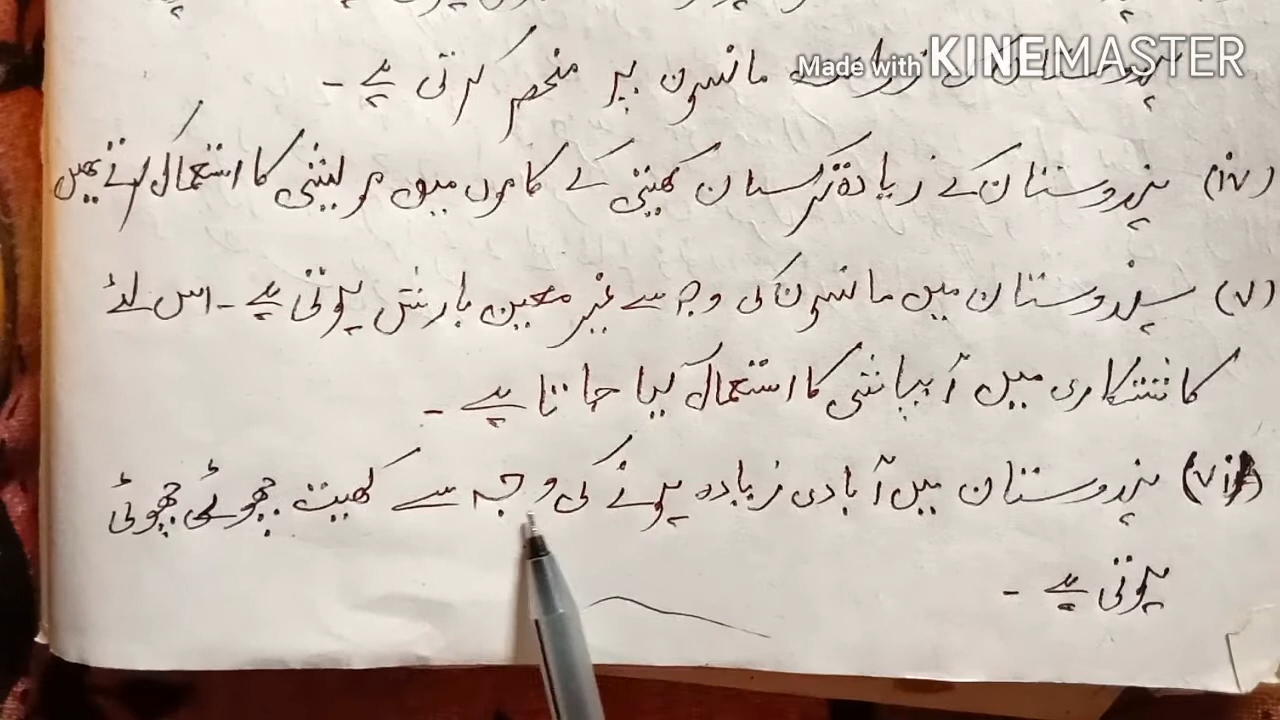 ہندوستان کی زراعت مانسون پر منحصر کرتی ہے ۔
Made with KINEMASTER
(iv) ہندوستان کے زیادہ تر کسان کھیتی کے کاموں میں مویشی کا استعمال کرتے ہیں
(v) ہندوستان میں مانسون کی وجہ سے غیر معین بارش ہوتی ہے ۔ اس لئے
کاشتکاری میں آبپاشی کا استعمال کیا جاتا ہے ۔
(vi) ہندوستان میں آبادی زیادہ ہونے کی وجہ سے کھیت چھوٹی چھوٹی
ہوتی ہے ۔